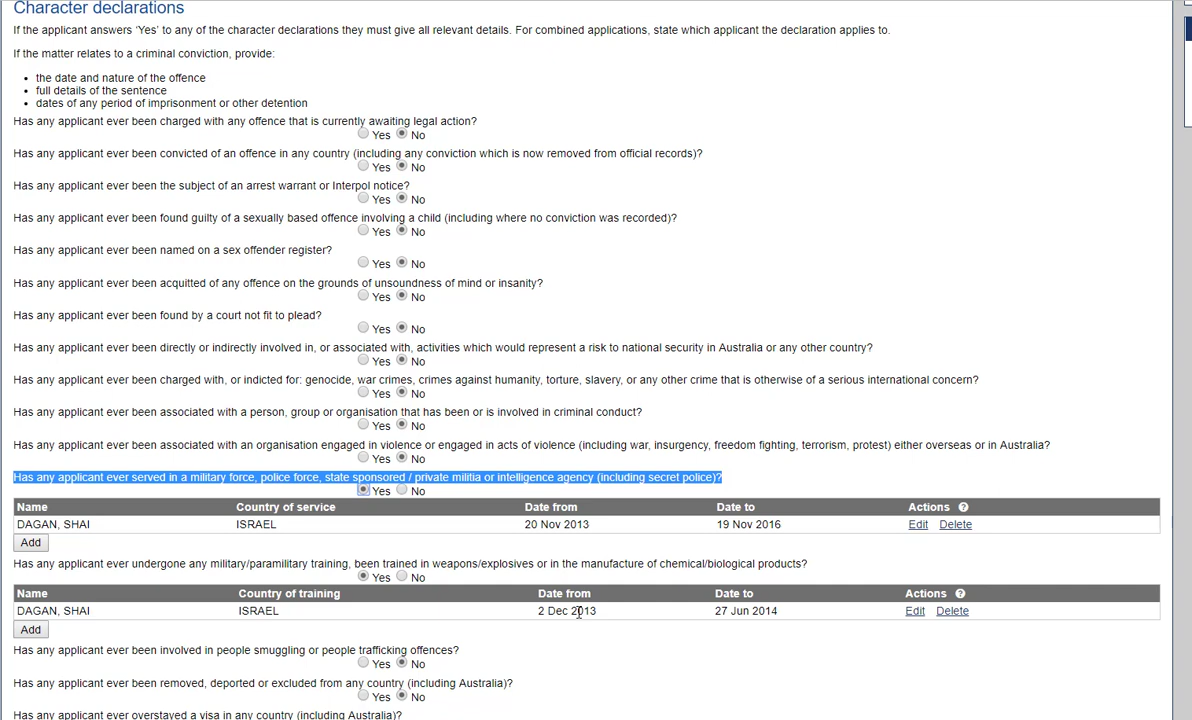 Character declarations
If the applicant answers 'Yes' to any of the character declarations they must give all relevant details. For combined applications, state which applicant the declaration applies to.
If the matter relates to a criminal conviction, provide:
• the date and nature of the offence
• full details of the sentence
• dates of any period of imprisonment or other detention
Has any applicant ever been charged with any offence that is currently awaiting legal action?
Yes No
Has any applicant ever been convicted of an offence in any country (including any conviction which is now removed from official records)?
Yes No
Has any applicant ever been the subject of an arrest warrant or Interpol notice?
Yes No
Has any applicant ever been found guilty of a sexually based offence involving a child (including where no conviction was recorded)?
Yes No
Has any applicant ever been named on a sex offender register?
Yes No
Has any applicant ever been acquitted of any offence on the grounds of unsoundness of mind or insanity?
Yes No
Has any applicant ever been found by a court not fit to plead?
Yes No
Has any applicant ever been directly or indirectly involved in, or associated with, activities which would represent a risk to national security in Australia or any other country?
Yes No
Has any applicant ever been charged with, or indicted for: genocide, war crimes, crimes against humanity, torture, slavery, or any other crime that is otherwise of a serious international concern?
Yes No
Has any applicant ever been associated with a person, group or organisation that has been or is involved in criminal conduct?
Yes No
Has any applicant ever been associated with an organisation engaged in violence or engaged in acts of violence (including war, insurgency, freedom fighting, terrorism, protest) either overseas or in Australia?
Yes No
Has any applicant ever served in a military force, police force, state sponsored / private militia or intelligence agency (including secret police)?
Yes No
Name Country of service Date from Date to Actions ?
DAGAN, SHAI ISRAEL 20 Nov 2013 19 Nov 2016 Edit Delete
Add
Has any applicant ever undergone any military/paramilitary training, been trained in weapons/explosives or in the manufacture of chemical/biological products?
Yes No
Name Country of training Date from Date to Actions ?
DAGAN, SHAI ISRAEL 2 Dec 2013 27 Jun 2014 Edit Delete
Add
Has any applicant ever been involved in people smuggling or people trafficking offences?
Yes No
Has any applicant ever been removed, deported or excluded from any country (including Australia)?
Yes No
Has any applicant ever overstayed a visa in any country (including Australia)?